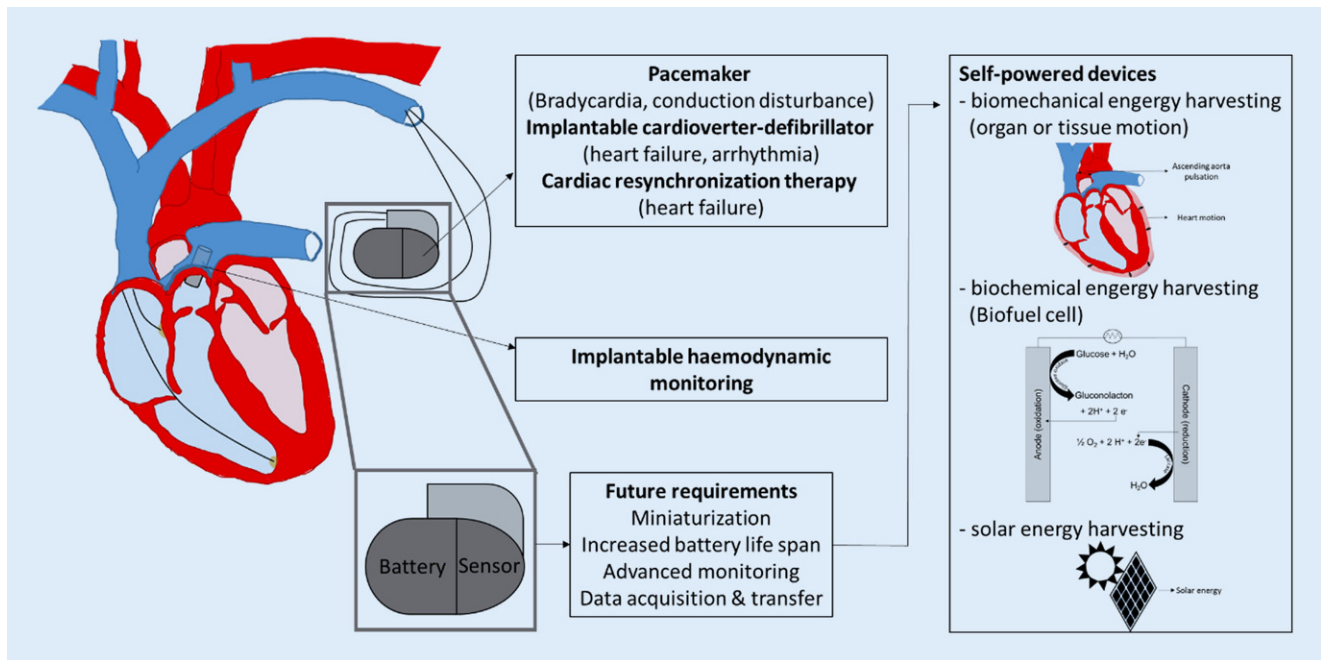 Pacemaker
(Bradycardia, conduction disturbance)
Implantable cardioverter-defibrillator
(heart failure, arrhythmia)
Cardiac resynchronization therapy
(heart failure)
Implantable haemodynamic
monitoring
Battery
Sensor
Future requirements
Miniaturization
Increased battery life span
Advanced monitoring
Data acquisition & transfer
Self-powered devices
- biomechanical engergy harvesting
(organ or tissue motion)
Ascending aorta
pulsation
Heart motion
- biochemical engergy harvesting
(Biofuel cell)
Anode (oxidation)
Glucose + H₂O
Gluconolacton
+ 2H⁺ + 2 e⁻
½ O₂ + 2 H⁺ + 2e⁻
H₂O
Cathode (reduction)
- solar energy harvesting
Solar energy